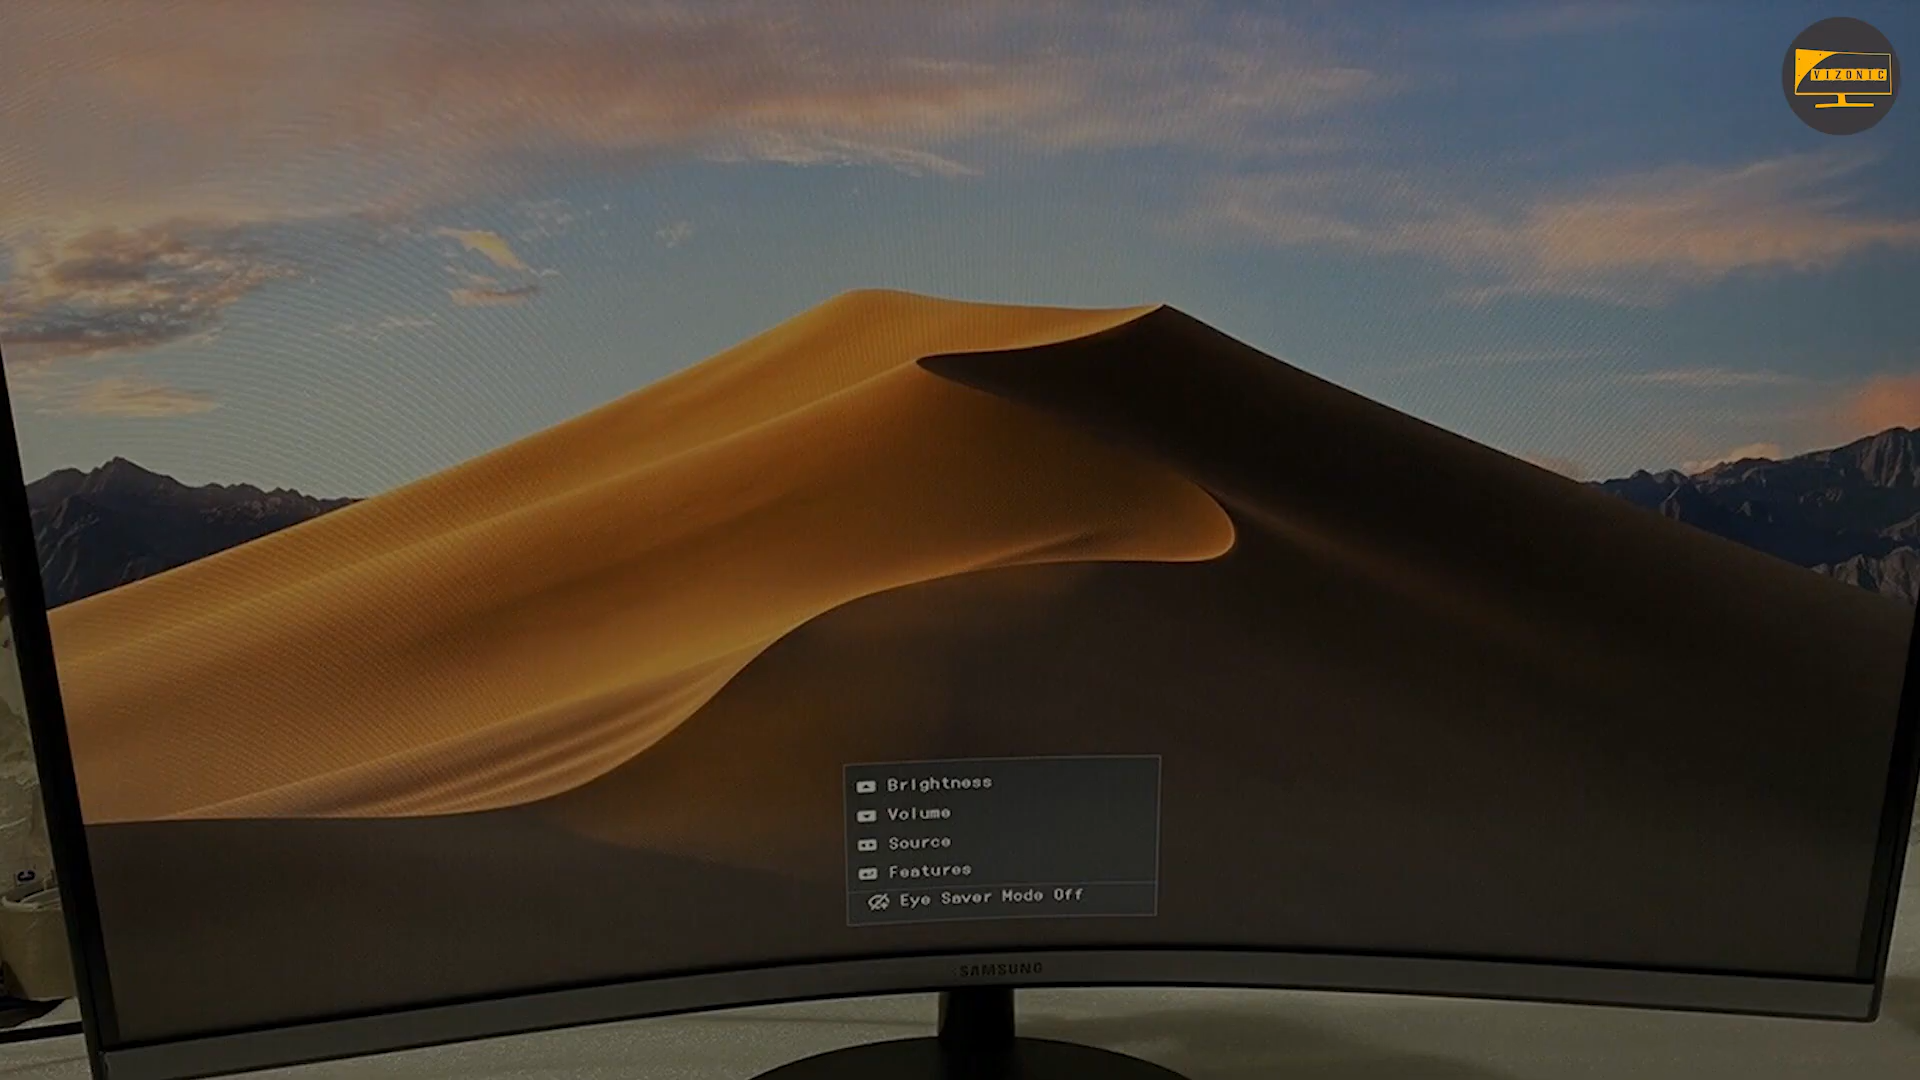 VIZONIC
Brightness
Volume
Source
Features
Eye Saver Mode Off
SAMSUNG
C